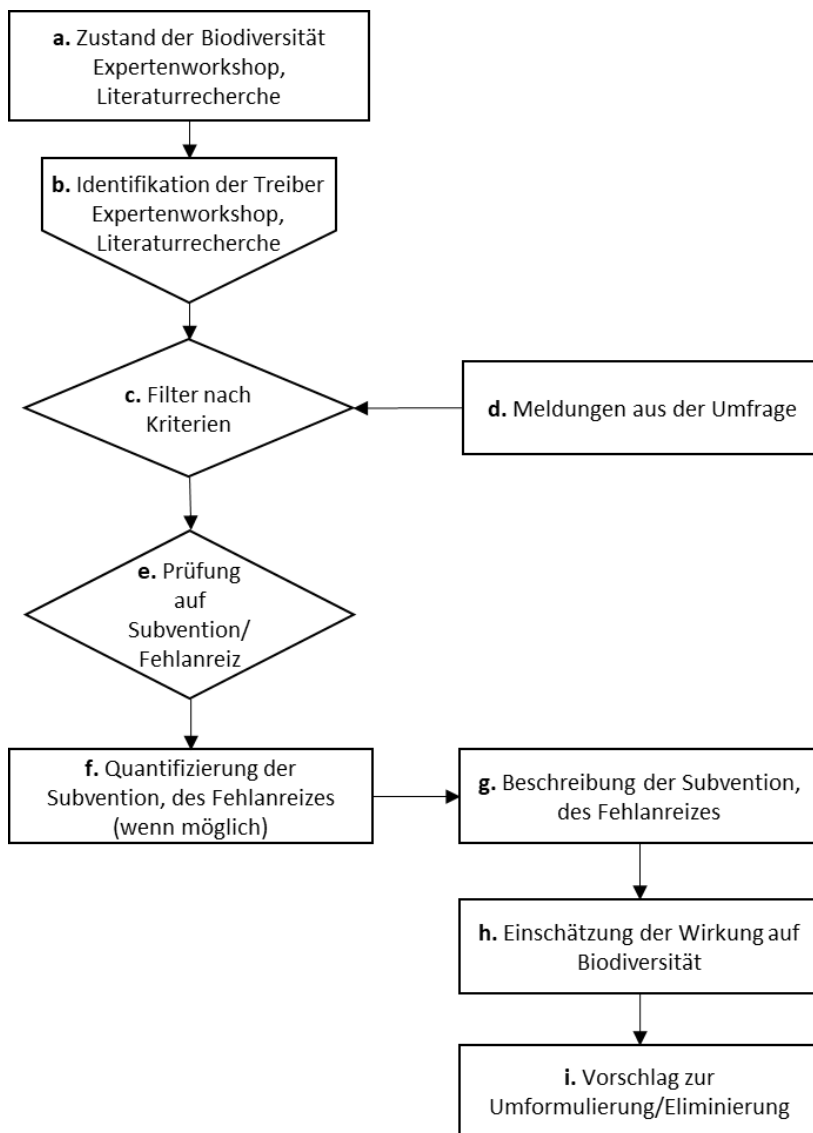 a. Zustand der Biodiversität
Expertenworkshop,
Literaturrecherche
b. Identifikation der Treiber
Expertenworkshop,
Literaturrecherche
c. Filter nach
Kriterien
d. Meldungen aus der Umfrage
e. Prüfung
auf
Subvention/
Fehlanreiz
f. Quantifizierung der
Subvention, des Fehlanreizes
(wenn möglich)
g. Beschreibung der Subvention,
des Fehlanreizes
h. Einschätzung der Wirkung auf
Biodiversität
i. Vorschlag zur
Umformulierung/Eliminierung